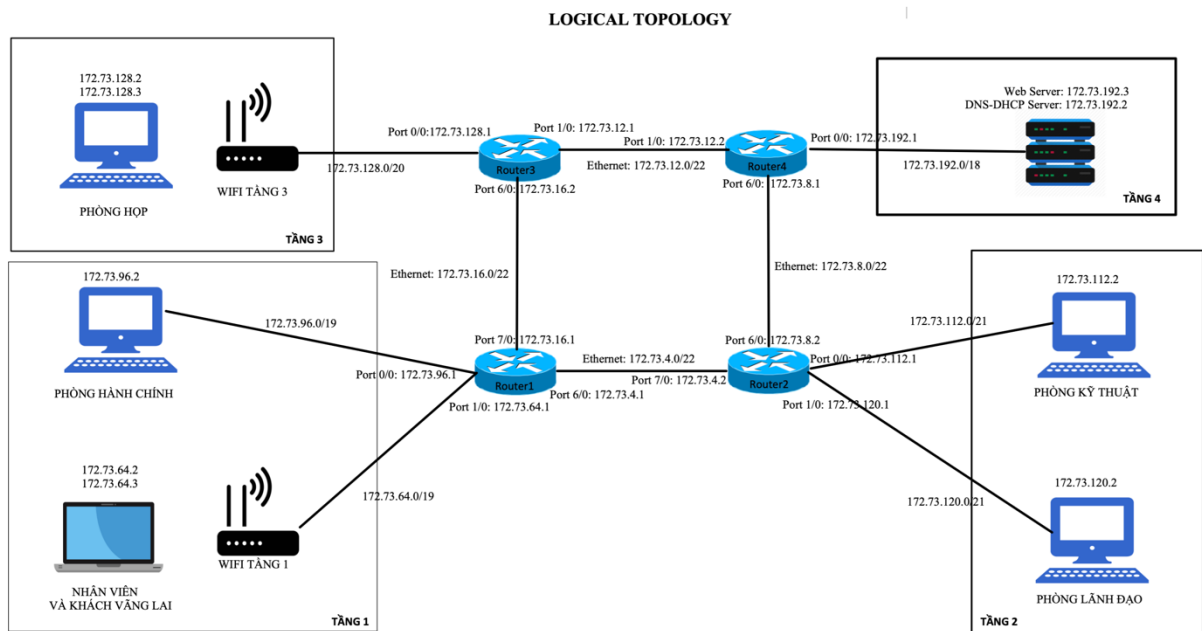 LOGICAL TOPOLOGY
172.73.128.2
172.73.128.3
PHÒNG HỌP
WIFI TẦNG 3
172.73.128.0/20
TẦNG 3
Port 0/0:172.73.128.1
Port 1/0: 172.73.12.1
Router3
Port 6/0: 172.73.16.2
Port 1/0: 172.73.12.2
Ethernet: 172.73.12.0/22
Port 0/0: 172.73.192.1
Router4
Port 6/0: 172.73.8.1
172.73.192.0/18
Web Server: 172.73.192.3
DNS-DHCP Server: 172.73.192.2
TẦNG 4
Ethernet: 172.73.16.0/22
Ethernet: 172.73.8.0/22
172.73.96.2
172.73.96.0/19
PHÒNG HÀNH CHÍNH
Port 7/0: 172.73.16.1
Port 0/0: 172.73.96.1
Router1
Port 1/0: 172.73.64.1
Port 6/0: 172.73.4.1
Ethernet: 172.73.4.0/22
Port 7/0: 172.73.4.2
Port 6/0: 172.73.8.2
Port 0/0: 172.73.112.1
Router2
Port 1/0: 172.73.120.1
172.73.112.0/21
172.73.112.2
PHÒNG KỸ THUẬT
172.73.64.2
172.73.64.3
NHÂN VIÊN
VÀ KHÁCH VÃNG LAI
WIFI TẦNG 1
172.73.64.0/19
TẦNG 1
172.73.120.0/21
172.73.120.2
PHÒNG LÃNH ĐẠO
TẦNG 2